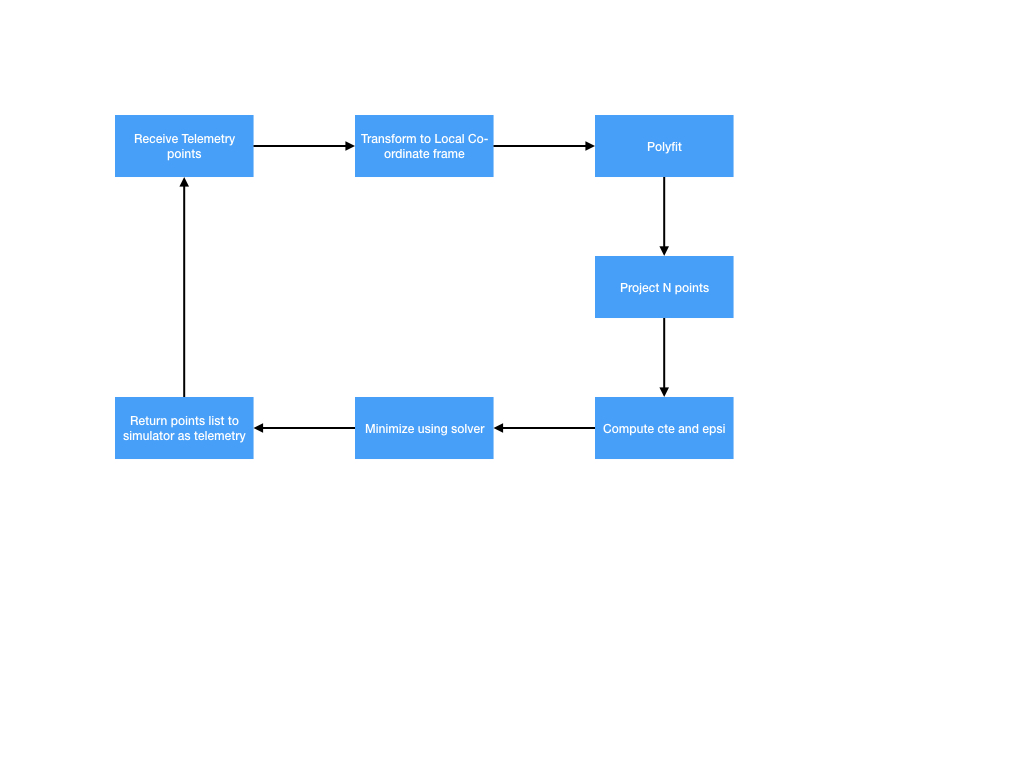 Receive Telemetry
points
Transform to Local Co-
ordinate frame
Polyfit
Project N points
Compute cte and epsi
Minimize using solver
Return points list to
simulator as telemetry